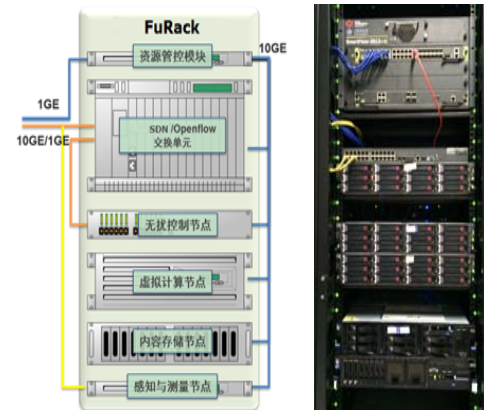 FuRack
资源管控模块
10GE
1GE
SDN /Openflow
交换单元
10GE/1GE
无扰控制节点
虚拟计算节点
内容存储节点
感知与测量节点